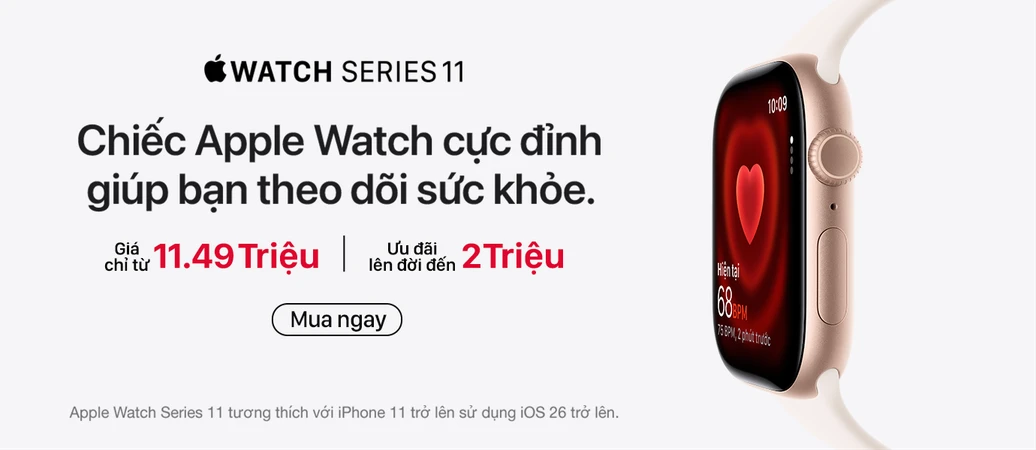 WATCH SERIES 11
Chiếc Apple Watch cực đỉnh
giúp bạn theo dõi sức khỏe.
Giá
chỉ từ 11.49 Triệu
Ưu đãi
lên đời đến 2 Triệu
Mua ngay
Apple Watch Series 11 tương thích với iPhone 11 trở lên sử dụng iOS 26 trở lên.
10:09
Hiện tại
68 BPM
75 BPM, 2 phút trước